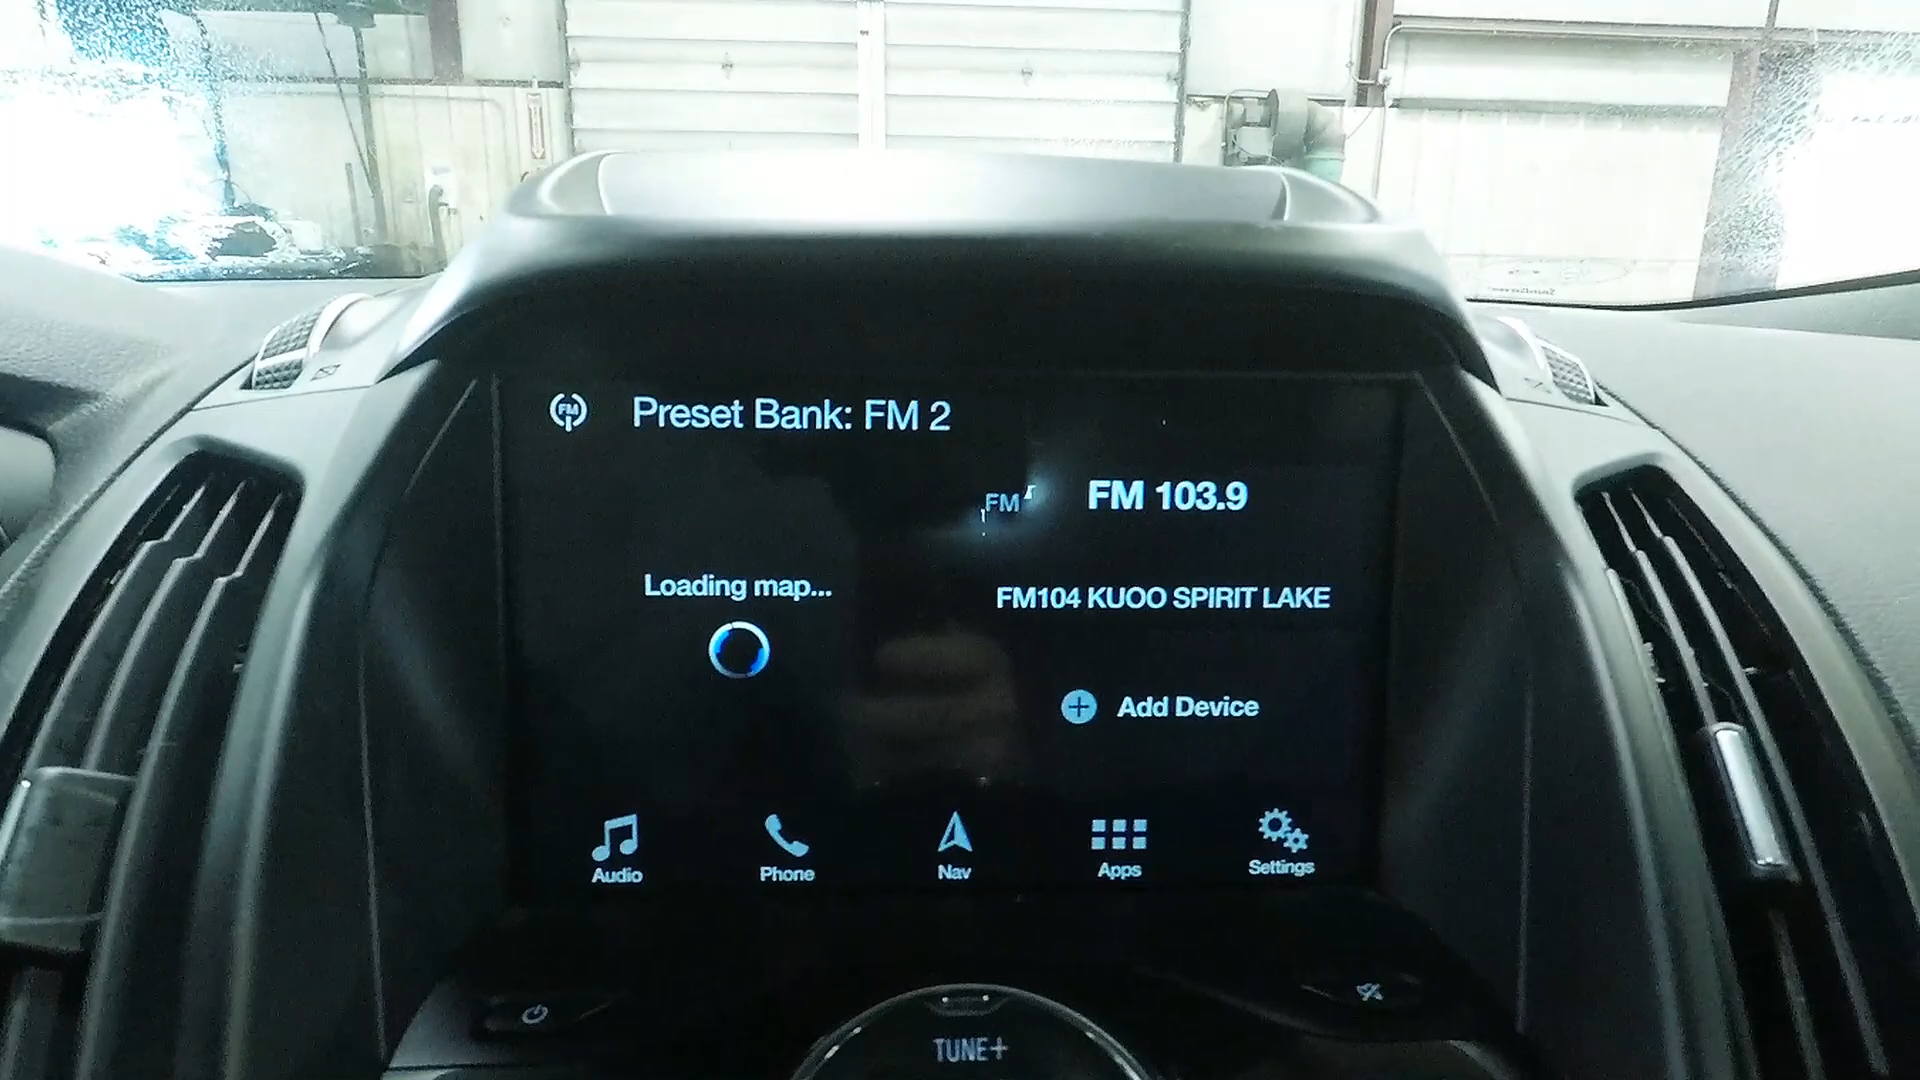 FM
Preset Bank: FM 2
FM
FM 103.9
Loading map...
FM104 KUOO SPIRIT LAKE
Add Device
Audio
Phone
Nav
Apps
Settings
TUNE+